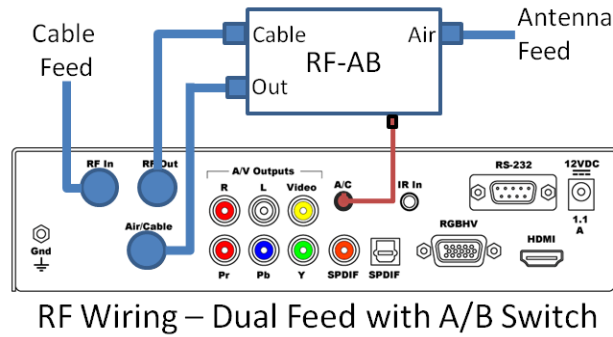 Cable
Feed
Cable
Air
RF-AB
Out
Antenna
Feed
RF In
RF Out
A/V Outputs
R
L
Video
A/C
IR In
RS-232
12VDC
1.1
A
Air/Cable
Gnd
RGBHV
HDMI
Pr
Pb
Y
SPDIF
SPDIF
RF Wiring – Dual Feed with A/B Switch